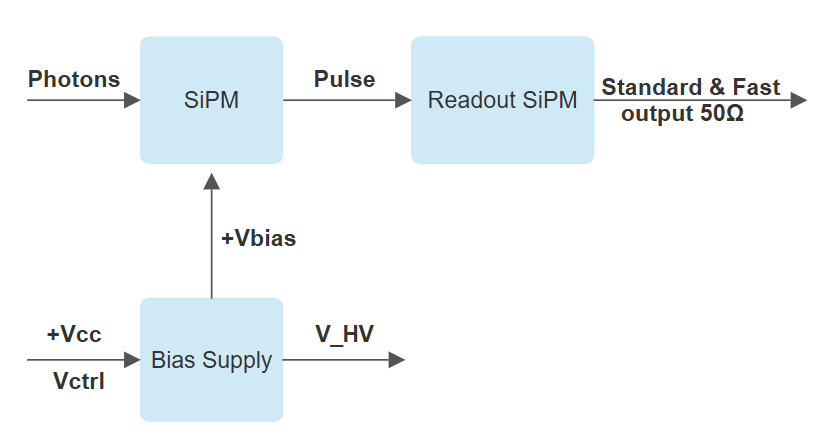 Photons
SiPM
Pulse
Readout SiPM
Standard & Fast
output 50Ω
+Vbias
+Vcc
Vctrl
Bias Supply
V_HV